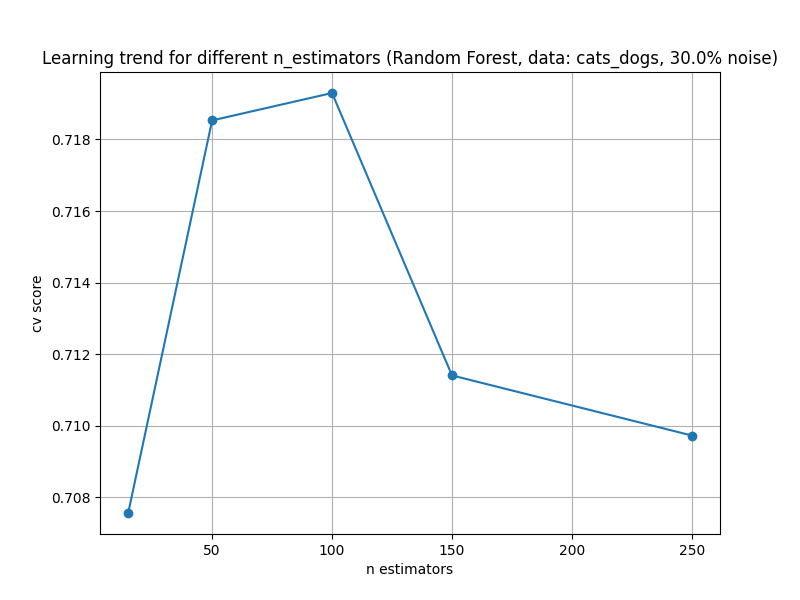 Learning trend for different n_estimators (Random Forest, data: cats_dogs, 30.0% noise)
0.718
0.716
0.714
0.712
0.710
0.708
cv score
50 100 150 200 250
n estimators